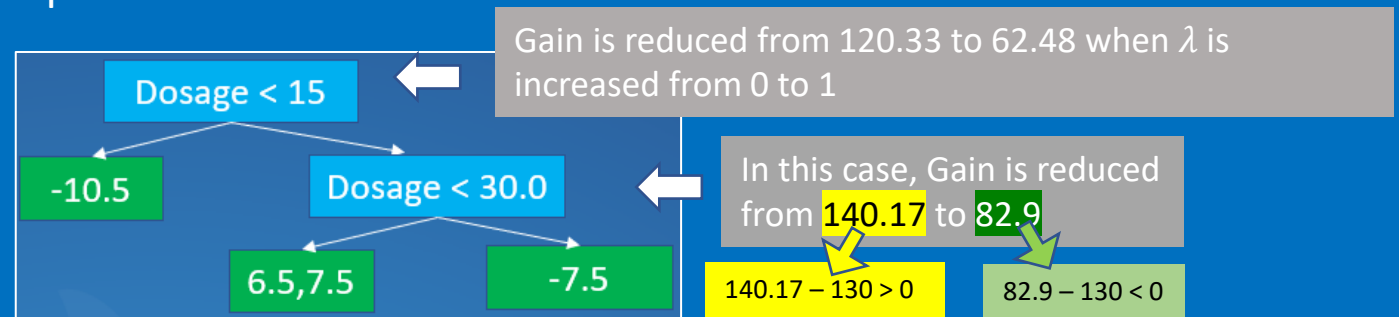 Gain is reduced from 120.33 to 62.48 when λ is
increased from 0 to 1
Dosage < 15
-10.5
Dosage < 30.0
In this case, Gain is reduced
from 140.17 to 82.9
6.5,7.5
-7.5
140.17 – 130 > 0
82.9 – 130 < 0